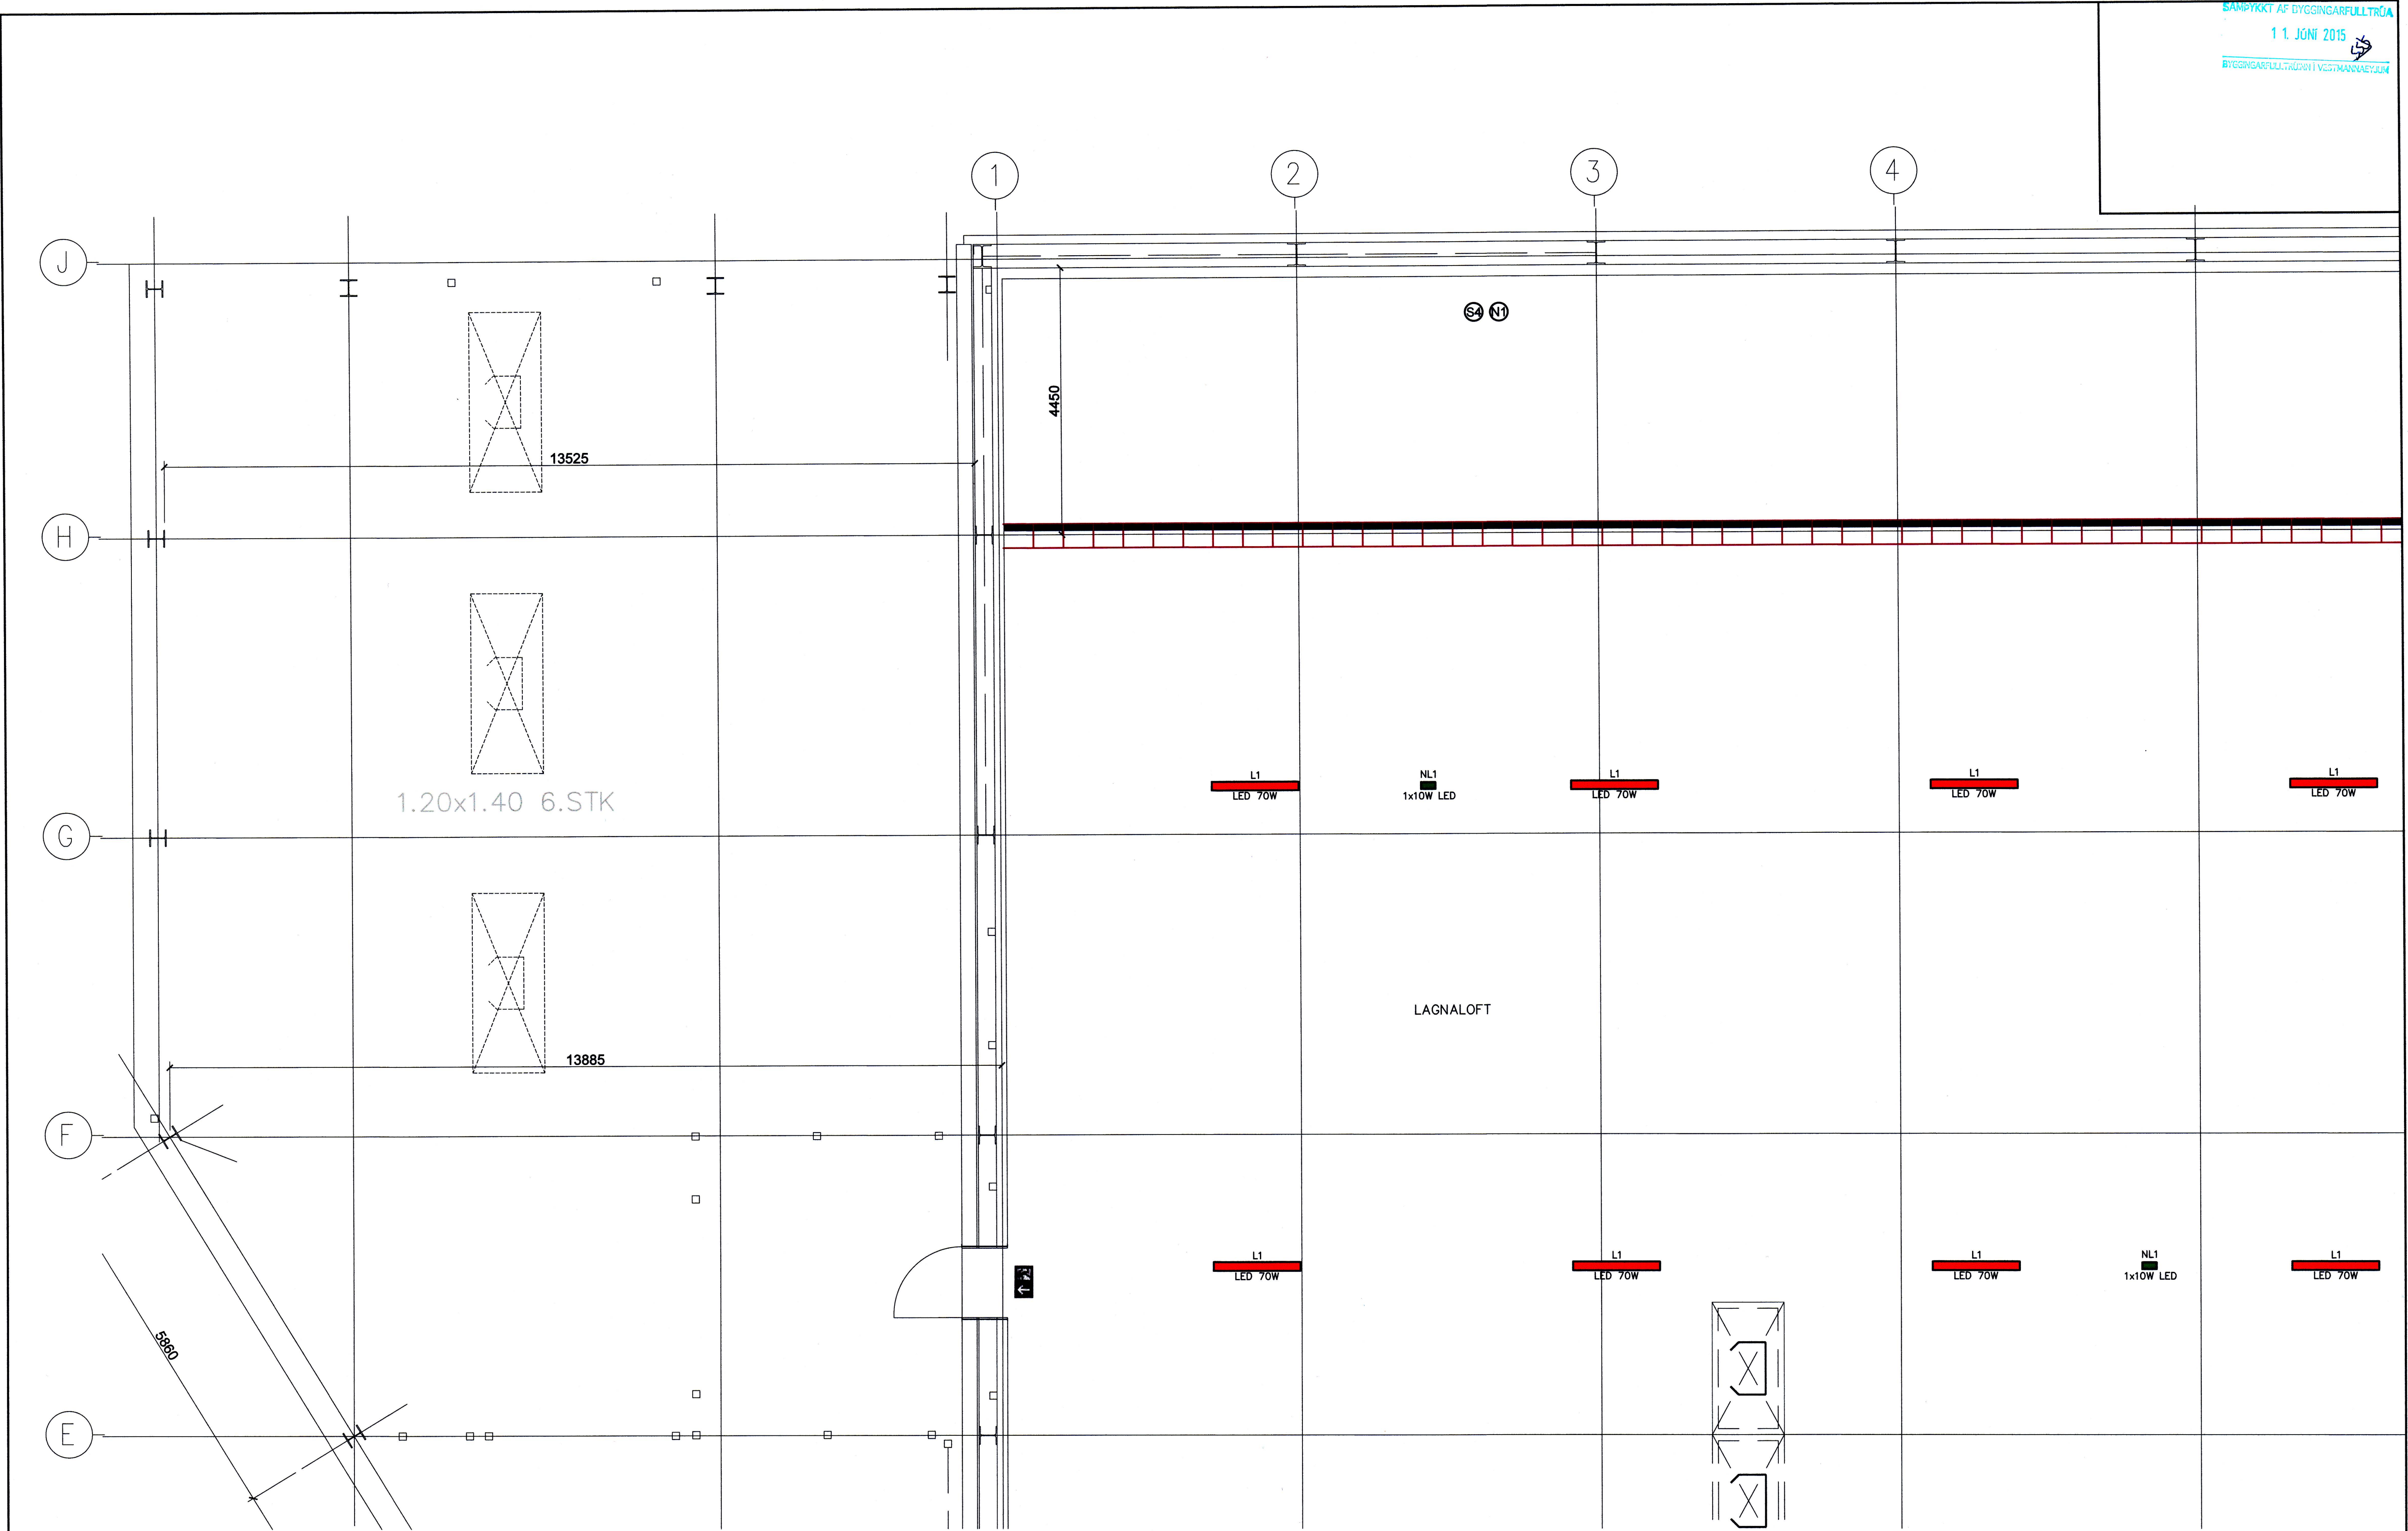 SAMÞYKKT AF BYGGINGARFULLTRÚA
1 1. JÚNÍ 2015
BYGGINGARFULLTRÚINN Í VESTMANNAEYJUM
1
2
3
4
J
S4 N1
4450
13525
H
L1
LED 70W
NL1
1x10W LED
L1
LED 70W
L1
LED 70W
L1
LED 70W
1.20x1.40 6.STK
G
LAGNALOFT
13885
F
L1
LED 70W
L1
LED 70W
L1
LED 70W
NL1
1x10W LED
L1
LED 70W
5860
E